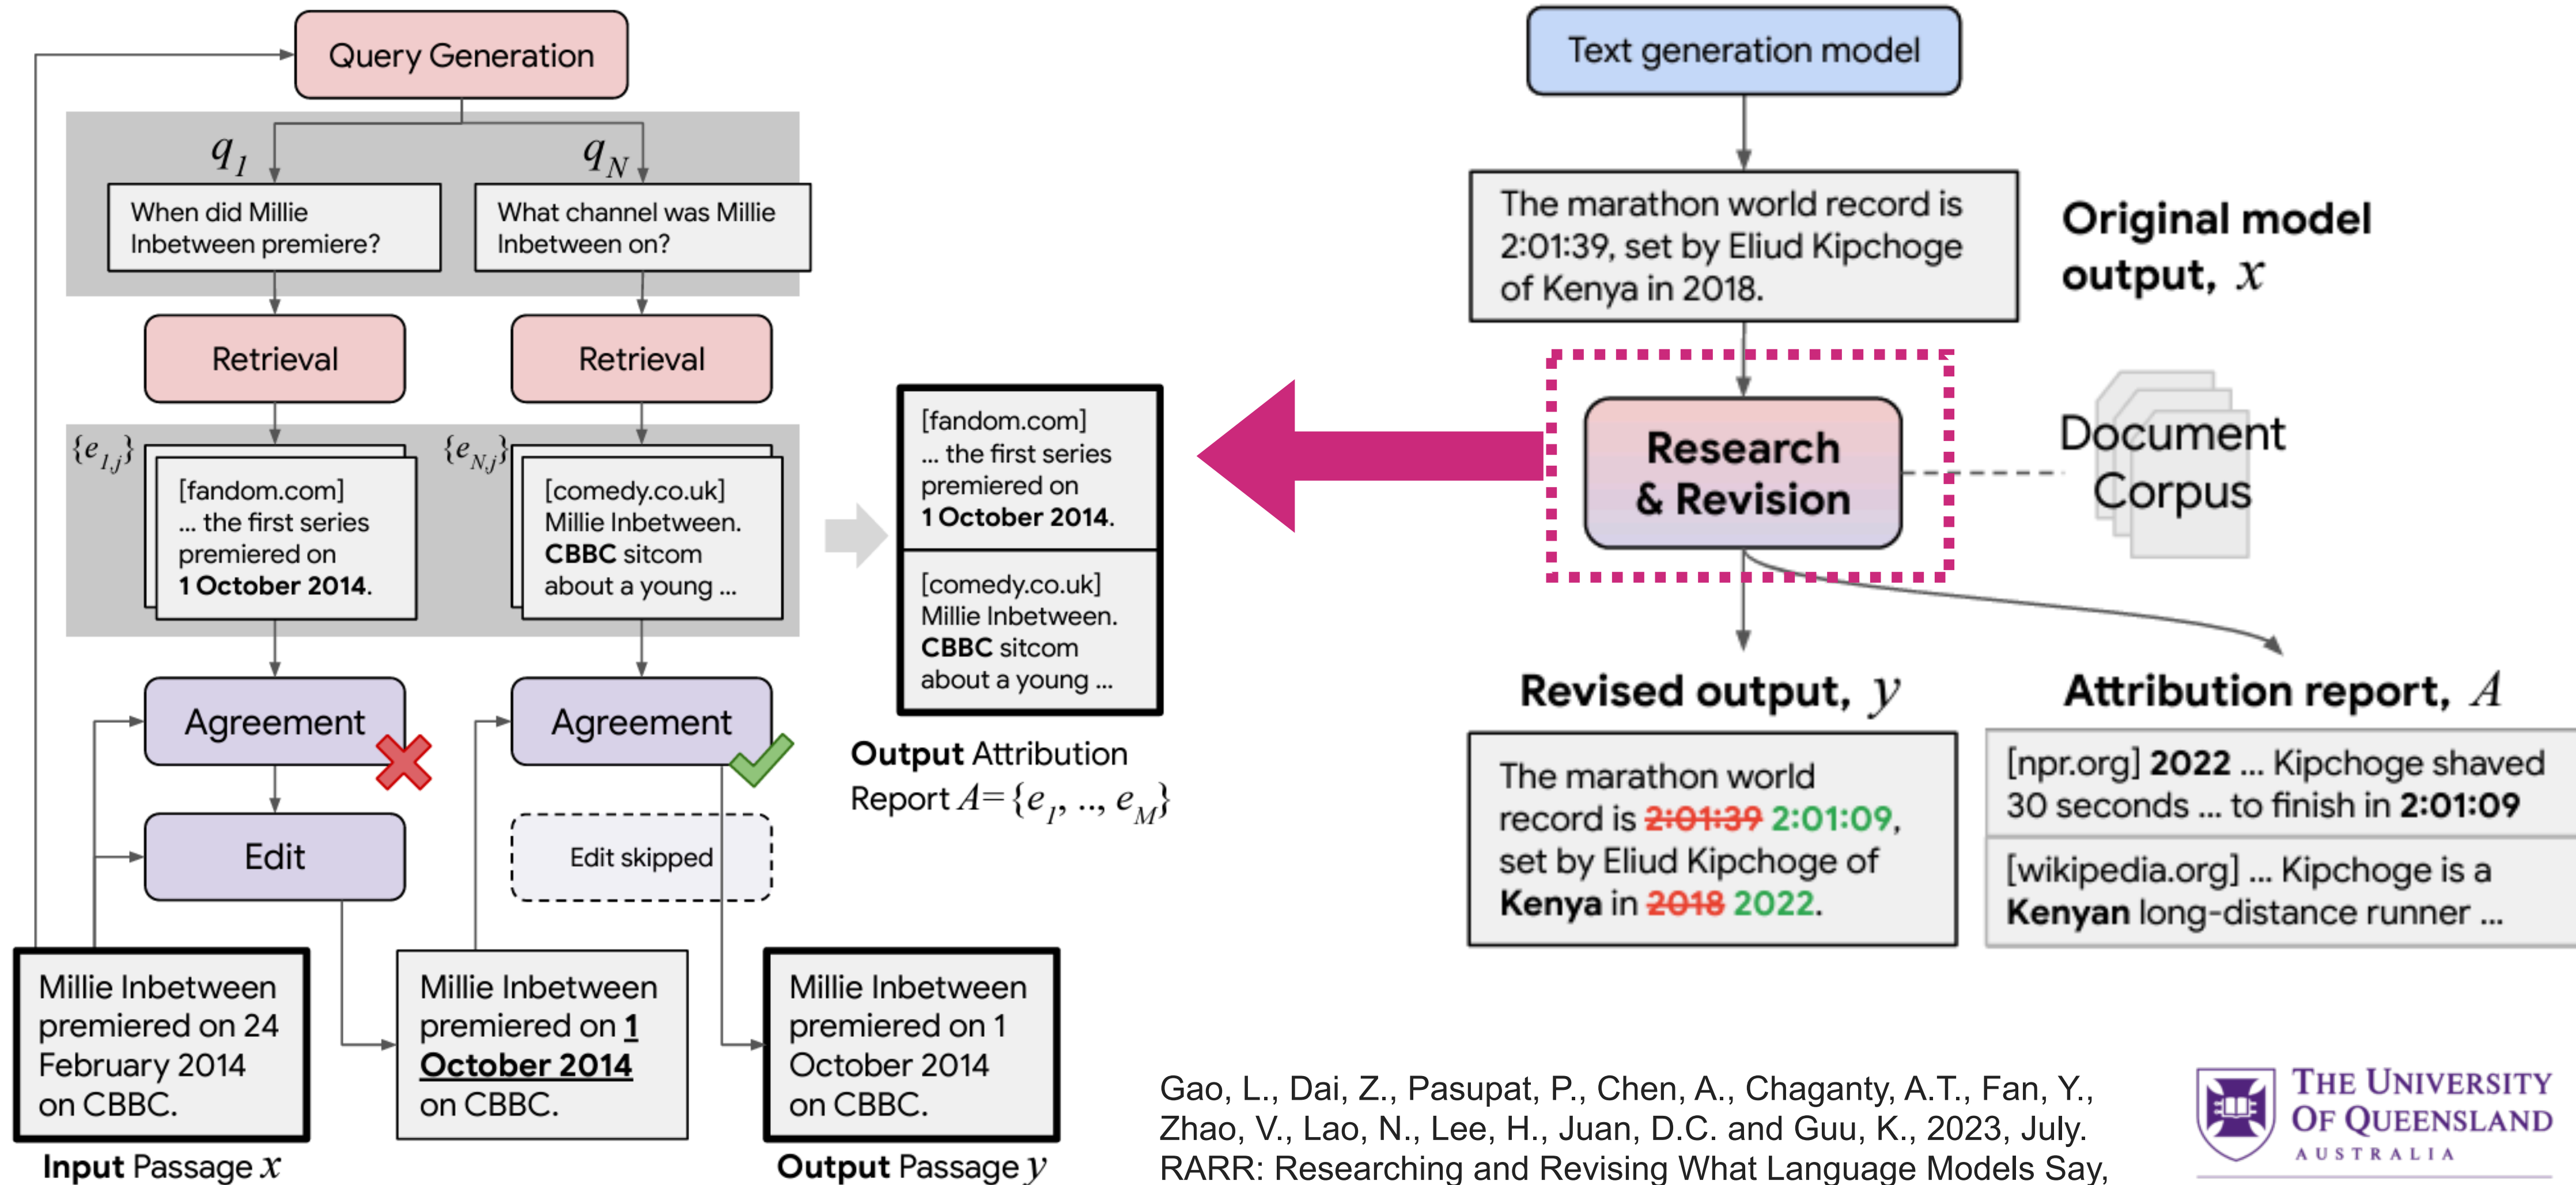 Query Generation
q1
qN
When did Millie
Inbetween premiere?
What channel was Millie
Inbetween on?
Retrieval
Retrieval
{e1,j}
{eN,j}
[fandom.com]
... the first series
premiered on
1 October 2014.
[comedy.co.uk]
Millie Inbetween.
CBBC sitcom
about a young ...
Agreement
Agreement
Edit
Edit skipped
Millie Inbetween
premiered on 24
February 2014
on CBBC.
Input Passage x
Millie Inbetween
premiered on 1
October 2014
on CBBC.
Millie Inbetween
premiered on 1
October 2014
on CBBC.
Output Passage y
[fandom.com]
... the first series
premiered on
1 October 2014.
[comedy.co.uk]
Millie Inbetween.
CBBC sitcom
about a young ...
Output Attribution
Report A={e1, .., eM}
Text generation model
The marathon world record is
2:01:39, set by Eliud Kipchoge
of Kenya in 2018.
Original model
output, x
Research
& Revision
Document
Corpus
Revised output, y
The marathon world
record is 2:01:39 2:01:09,
set by Eliud Kipchoge of
Kenya in 2018 2022.
Attribution report, A
[npr.org] 2022 ... Kipchoge shaved
30 seconds ... to finish in 2:01:09
[wikipedia.org] ... Kipchoge is a
Kenyan long-distance runner ...
Gao, L., Dai, Z., Pasupat, P., Chen, A., Chaganty, A.T., Fan, Y.,
Zhao, V., Lao, N., Lee, H., Juan, D.C. and Guu, K., 2023, July.
RARR: Researching and Revising What Language Models Say,
THE UNIVERSITY
OF QUEENSLAND
AUSTRALIA